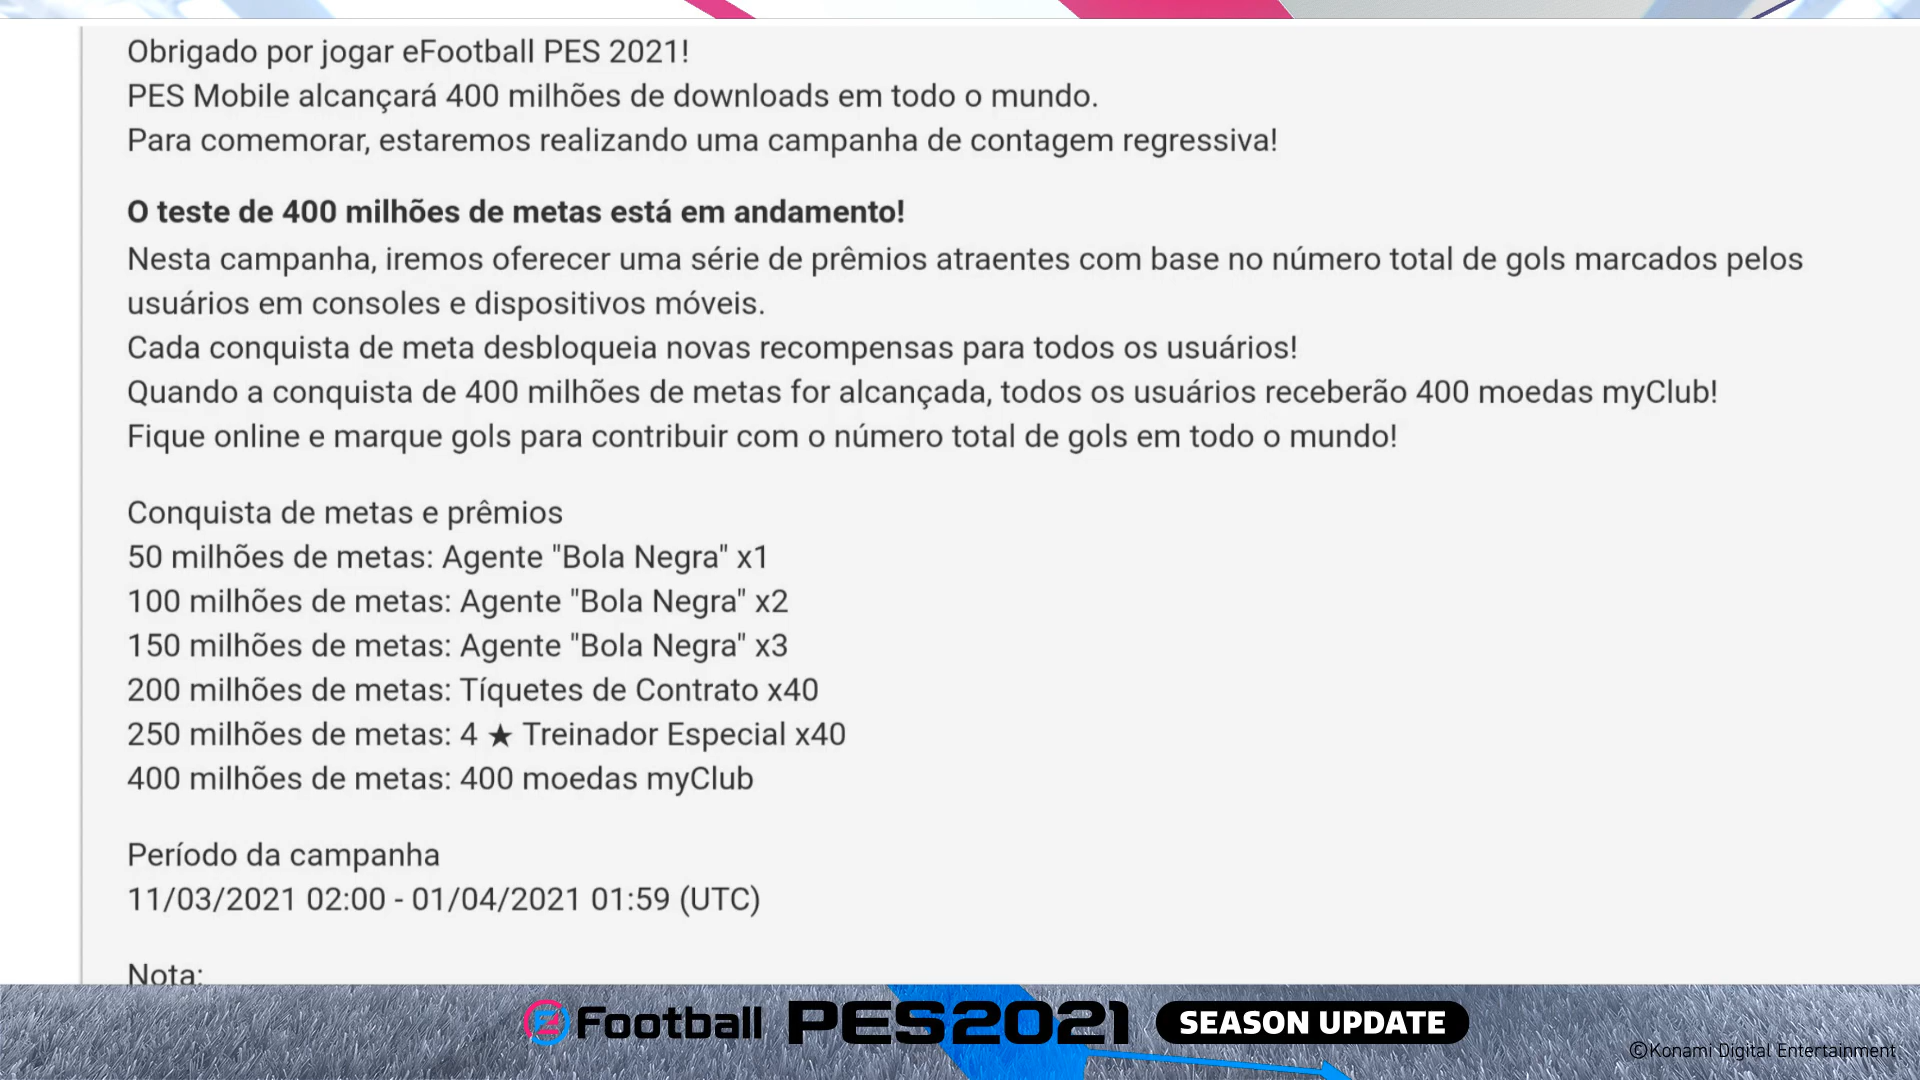 Obrigado por jogar eFootball PES 2021!
PES Mobile alcançará 400 milhões de downloads em todo o mundo.
Para comemorar, estaremos realizando uma campanha de contagem regressiva!
O teste de 400 milhões de metas está em andamento!
Nesta campanha, iremos oferecer uma série de prêmios atraentes com base no número total de gols marcados pelos
usuários em consoles e dispositivos móveis.
Cada conquista de meta desbloqueia novas recompensas para todos os usuários!
Quando a conquista de 400 milhões de metas for alcançada, todos os usuários receberão 400 moedas myClub!
Fique online e marque gols para contribuir com o número total de gols em todo o mundo!
Conquista de metas e prêmios
50 milhões de metas: Agente "Bola Negra" x1
100 milhões de metas: Agente "Bola Negra" x2
150 milhões de metas: Agente "Bola Negra" x3
200 milhões de metas: Tíquetes de Contrato x40
250 milhões de metas: 4 ★ Treinador Especial x40
400 milhões de metas: 400 moedas myClub
Período da campanha
11/03/2021 02:00 - 01/04/2021 01:59 (UTC)
Nota:
eFootball PES2021 SEASON UPDATE
©Konami Digital Entertainment